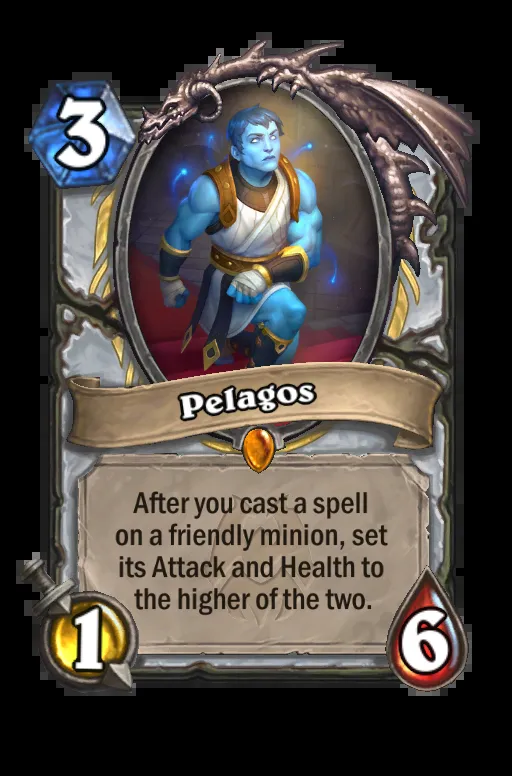 3
Pelagos
After you cast a spell
on a friendly minion, set
its Attack and Health to
the higher of the two.
1
6